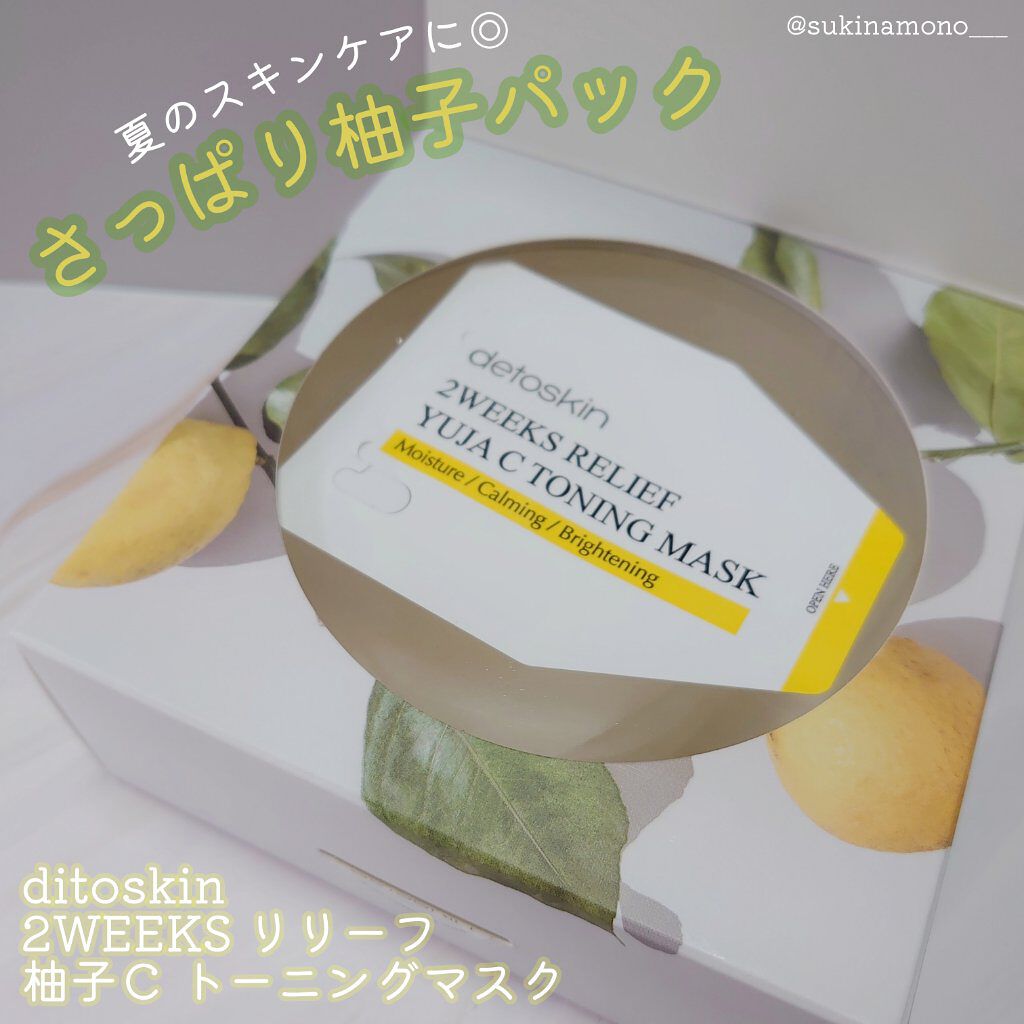 @sukinamono___
夏のスキンケアに◎
さっぱり柚子パック
detoskin
2WEEKS RELIEF
YUJA C TONING MASK
Moisture / Calming / Brightening
OPEN HERE
ditoskin
2WEEKS リリーフ
柚子C トーニングマスク